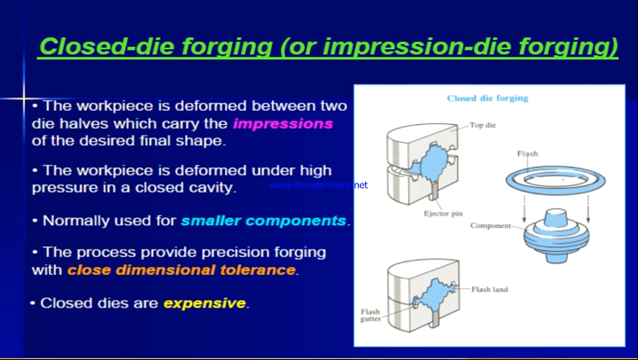 Closed-die forging (or impression-die forging)
• The workpiece is deformed between two
die halves which carry the impressions
of the desired final shape.
• The workpiece is deformed under high
pressure in a closed cavity.
www.thundershare.net
• Normally used for smaller components.
• The process provide precision forging
with close dimensional tolerance.
• Closed dies are expensive.
Closed die forging
Top die
Flash
Ejector pin
Component
Flash land
Flash
gutter